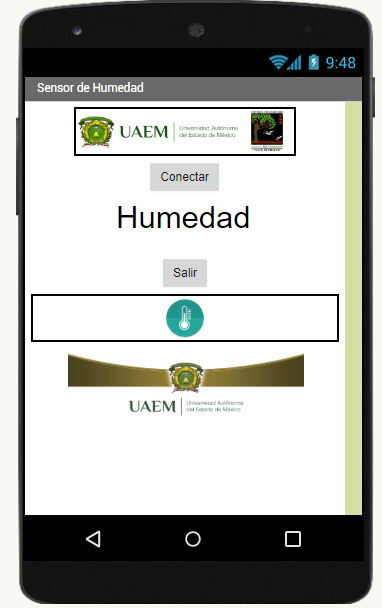 9:48
Sensor de Humedad
UAEM
Universidad Autónoma
del Estado de México
Conectar
Humedad
Salir
UAEM
Universidad Autónoma
del Estado de México